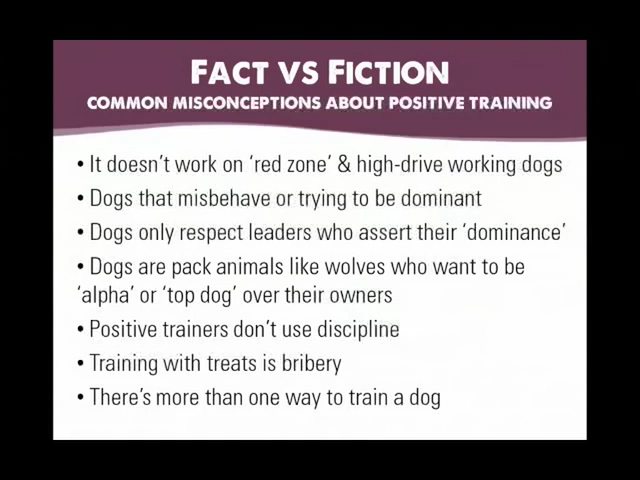 FACT VS FICTION
COMMON MISCONCEPTIONS ABOUT POSITIVE TRAINING
• It doesn't work on 'red zone' & high-drive working dogs
• Dogs that misbehave or trying to be dominant
• Dogs only respect leaders who assert their 'dominance'
• Dogs are pack animals like wolves who want to be
'alpha' or 'top dog' over their owners
• Positive trainers don't use discipline
• Training with treats is bribery
• There's more than one way to train a dog